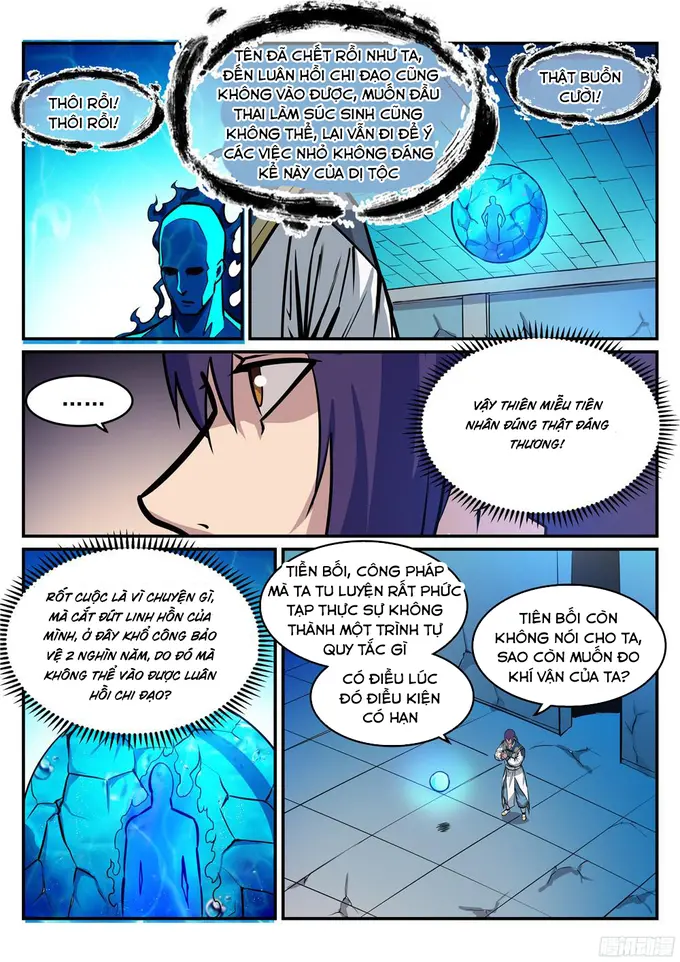 THÔI RỒI!
THÔI RỒI!
TÊN ĐÃ CHẾT RỒI NHƯ TA,
ĐẾN LUÂN HỒI CHI ĐẠO CŨNG
KHÔNG VÀO ĐƯỢC, MUỐN ĐẦU
THAI LÀM SÚC SINH CŨNG
KHÔNG THỂ, LẠI VẪN ĐI ĐỂ Ý
CÁC VIỆC NHỎ KHÔNG ĐÁNG
KỂ NÀY CỦA DỊ TỘC
THẬT BUỒN
CƯỜI!
......
VẬY THIÊN MIỄU TIÊN
NHÂN ĐÚNG THẬT ĐÁNG
THƯƠNG!
RỐT CUỘC LÀ VÌ CHUYỆN GÌ,
MÀ CẮT ĐỨT LINH HỒN CỦA
MÌNH, Ở ĐÂY KHỔ CÔNG BẢO
VỆ 2 NGHÌN NĂM, DO ĐÓ MÀ
KHÔNG THỂ VÀO ĐƯỢC LUÂN
HỒI CHI ĐẠO?
TIỀN BỐI, CÔNG PHÁP
MÀ TA TU LUYỆN RẤT PHỨC
TẠP THỰC SỰ KHÔNG
THÀNH MỘT TRÌNH TỰ
QUY TẮC GÌ
CÓ ĐIỀU LÚC
ĐÓ ĐIỀU KIỆN
CÓ HẠN
TIÊN BỐI CÒN
KHÔNG NÓI CHO TA,
SAO CÒN MUỐN ĐO
KHÍ VẬN CỦA TA?
腾讯动漫